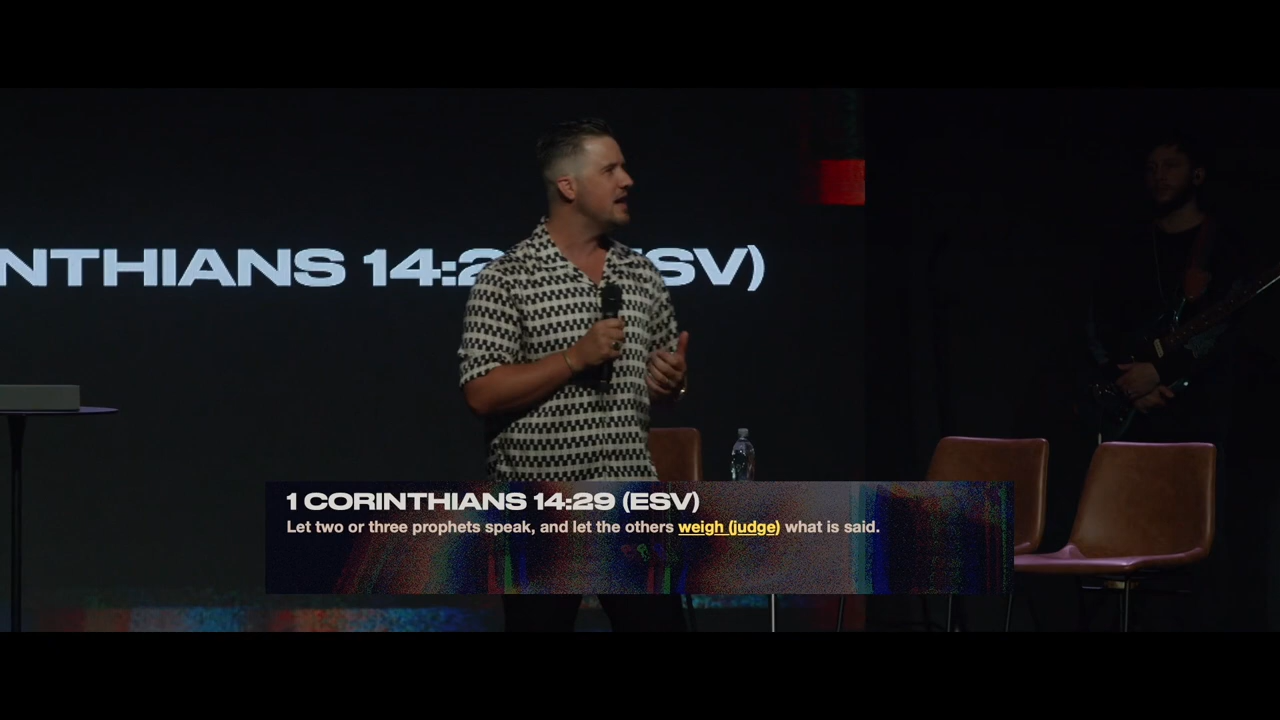 NTHIANS 14:2 SV)
1 CORINTHIANS 14:29 (ESV)
Let two or three prophets speak, and let the others weigh (judge) what is said.